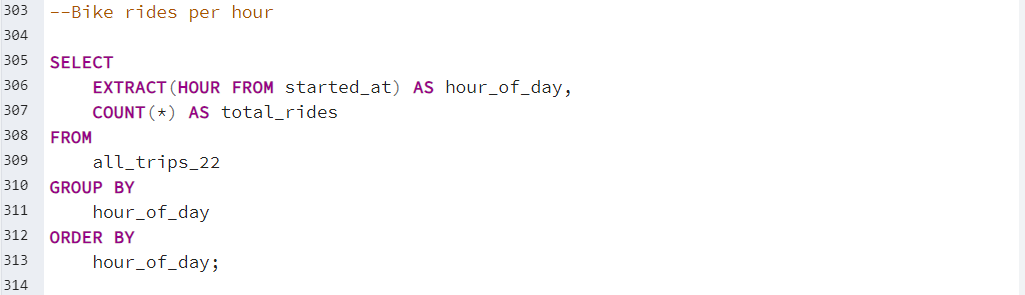 303 --Bike rides per hour
304
305 SELECT
306     EXTRACT(HOUR FROM started_at) AS hour_of_day,
307     COUNT(*) AS total_rides
308 FROM
309     all_trips_22
310 GROUP BY
311     hour_of_day
312 ORDER BY
313     hour_of_day;
314